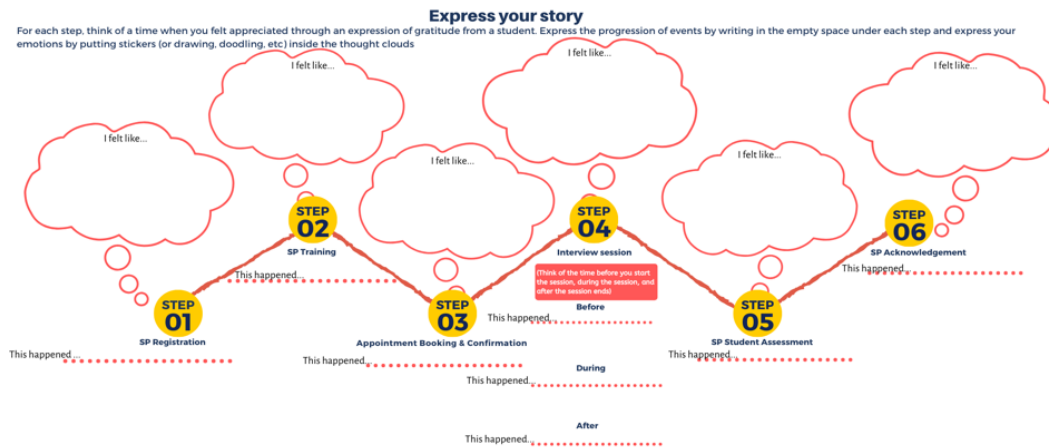 Express your story
For each step, think of a time when you felt appreciated through an expression of gratitude from a student. Express the progression of events by writing in the empty space under each step and express your
emotions by putting stickers (or drawing, doodling, etc) inside the thought clouds
I felt like...
STEP
01
SP Registration
This happened ...
I felt like...
STEP
02
SP Training
This happened...
I felt like...
STEP
03
Appointment Booking & Confirmation
This happened...
I felt like...
STEP
04
Interview session
(Think of the time before you start
the session, during the session, and
after the session ends)
Before
This happened...
During
This happened...
After
This happened...
I felt like...
STEP
05
SP Student Assessment
This happened...
I felt like...
STEP
06
SP Acknowledgement
This happened...